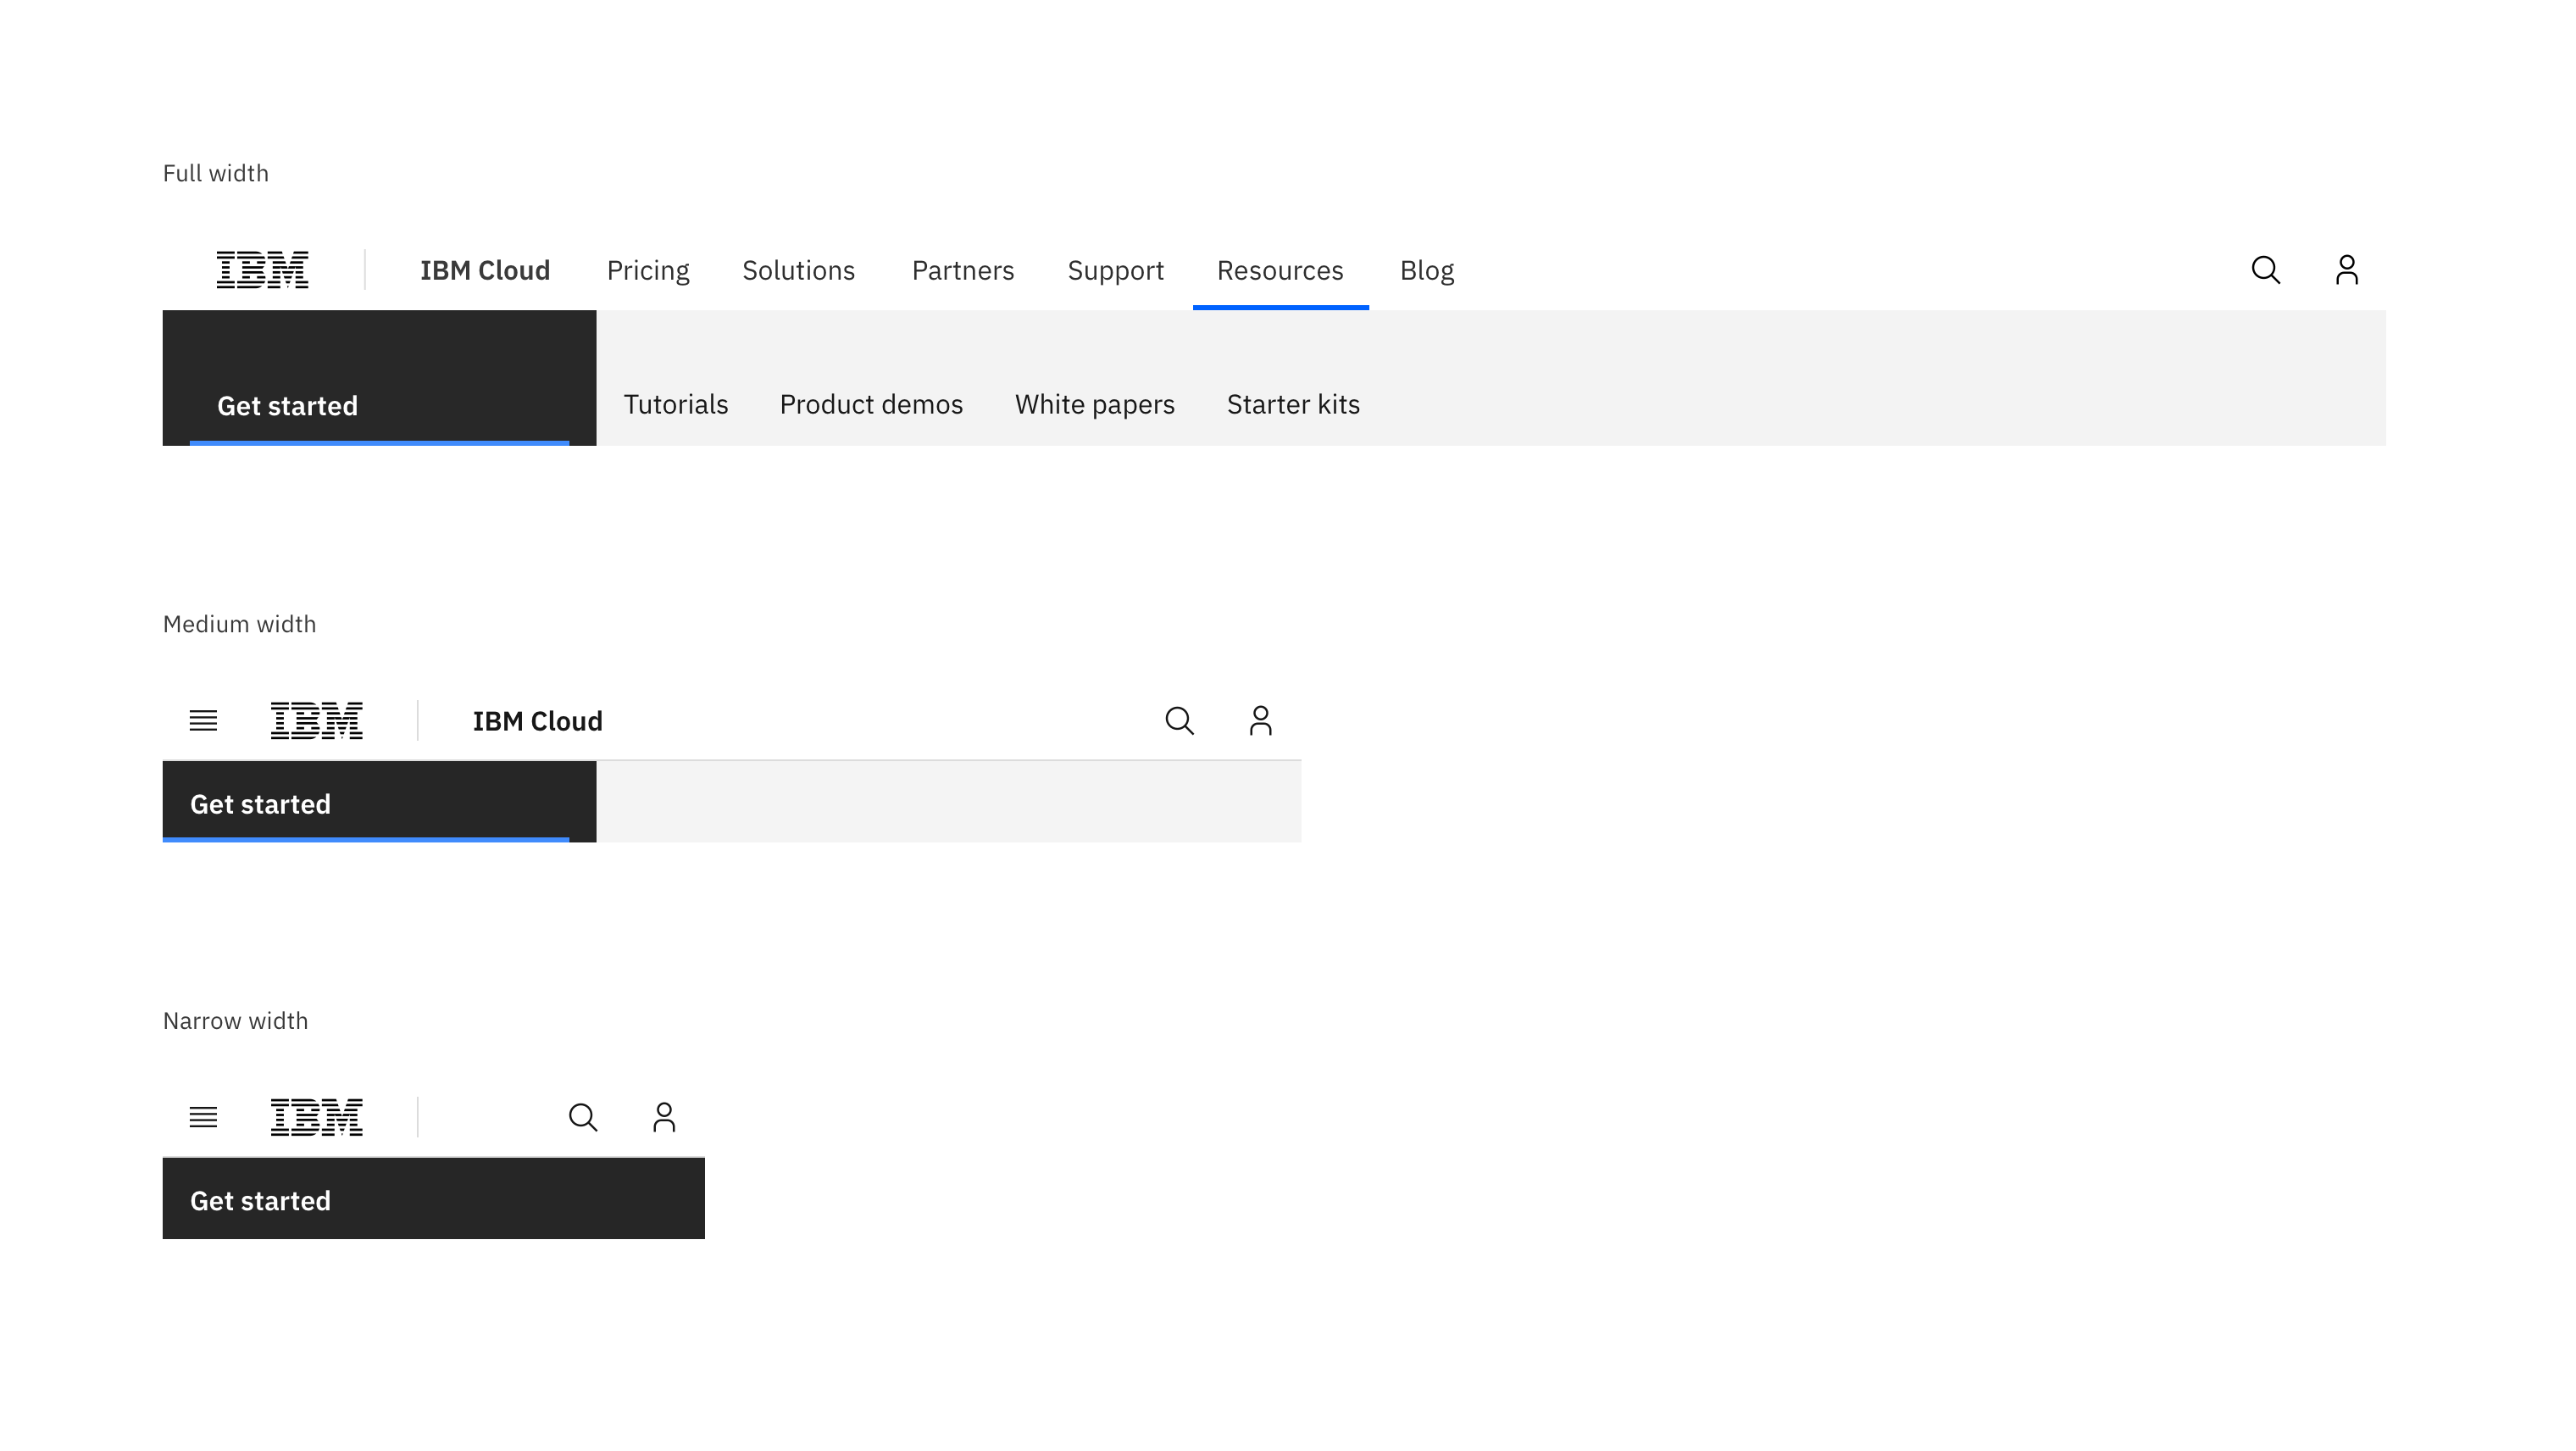 Full width
IBM IBM Cloud Pricing Solutions Partners Support Resources Blog
Get started Tutorials Product demos White papers Starter kits
Medium width
IBM IBM Cloud
Get started
Narrow width
IBM
Get started